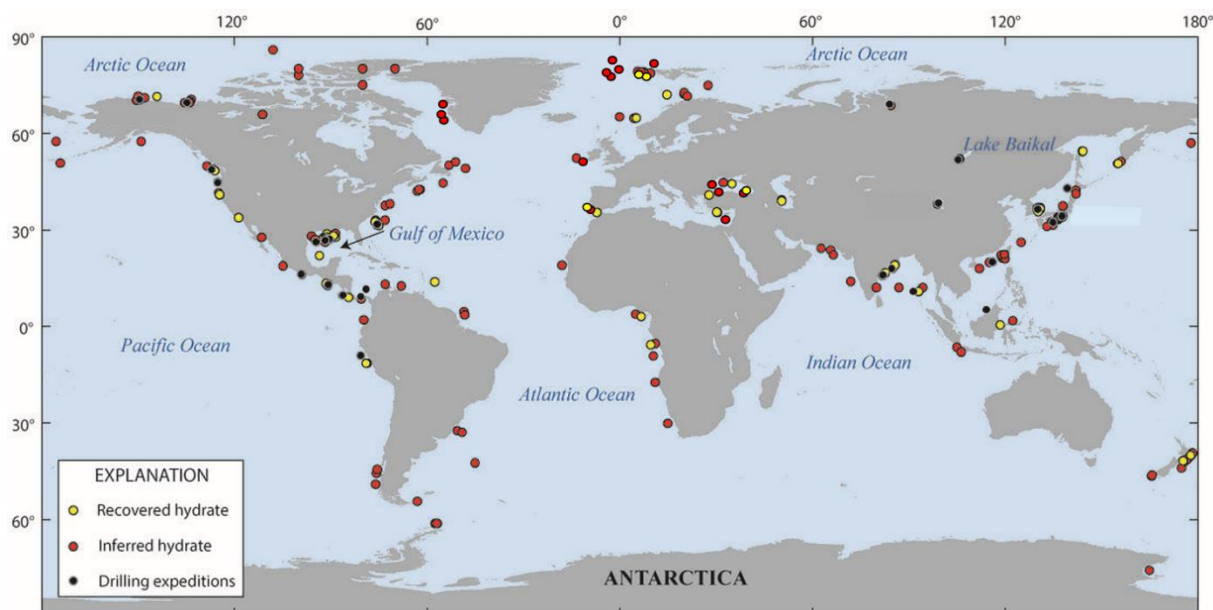 120° 60° 0° 60° 120° 180°
90°
Arctic Ocean
Arctic Ocean
60°
Lake Baikal
30°
Gulf of Mexico
0°
Pacific Ocean
Indian Ocean
Atlantic Ocean
30°
60°
EXPLANATION
Recovered hydrate
Inferred hydrate
Drilling expeditions
ANTARCTICA